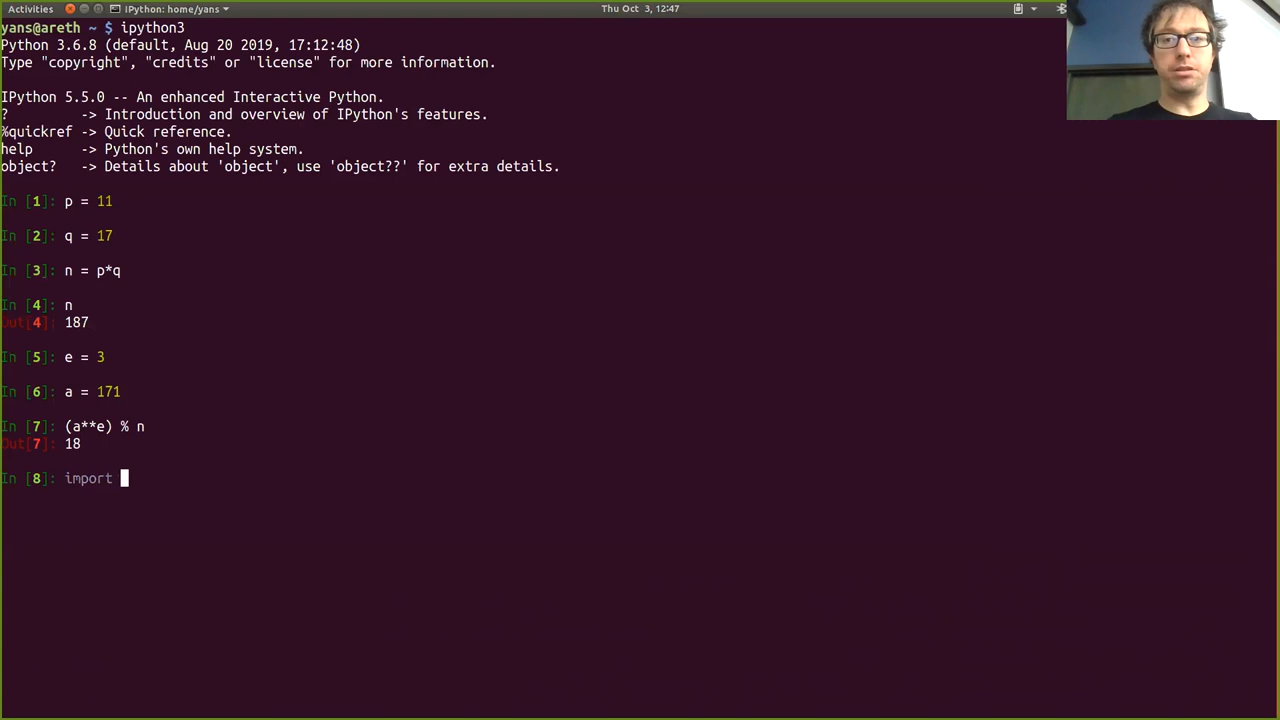 Activities
IPython: home/yans
Thu Oct 3, 12:47
yans@areth ~ $ ipython3
Python 3.6.8 (default, Aug 20 2019, 17:12:48)
Type "copyright", "credits" or "license" for more information.
IPython 5.5.0 -- An enhanced Interactive Python.
? -> Introduction and overview of IPython's features.
%quickref -> Quick reference.
help -> Python's own help system.
object? -> Details about 'object', use 'object??' for extra details.
In [1]: p = 11
In [2]: q = 17
In [3]: n = p*q
In [4]: n
Out[4]: 187
In [5]: e = 3
In [6]: a = 171
In [7]: (a**e) % n
Out[7]: 18
In [8]: import